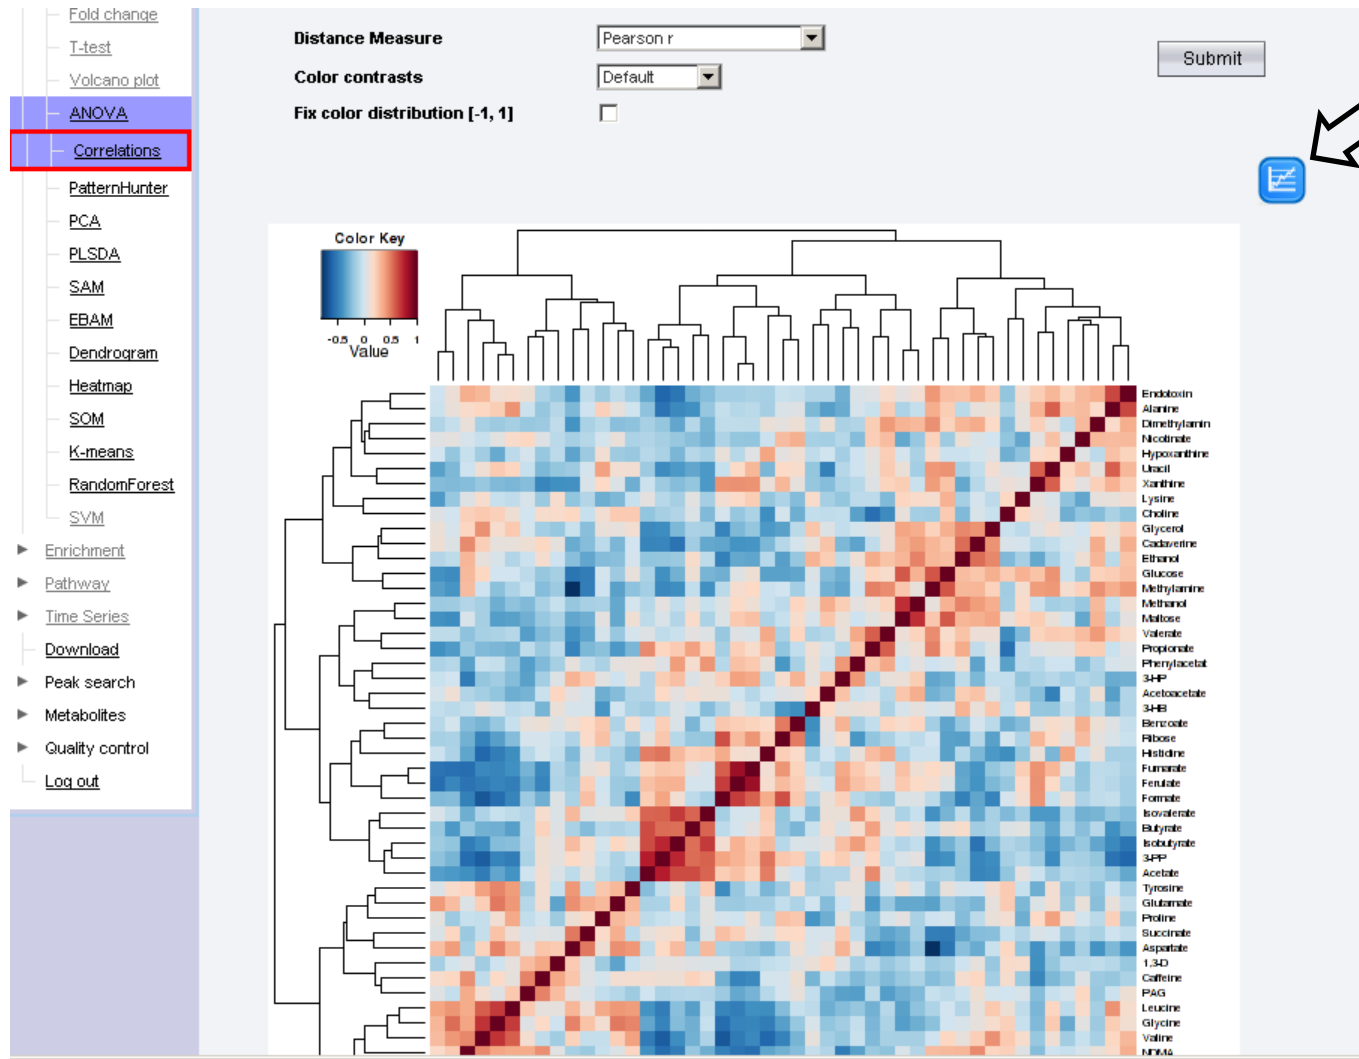 Fold change
T-test
Volcano plot
ANOVA
Correlations
PatternHunter
PCA
PLSDA
SAM
EBAM
Dendrogram
Heatmap
SOM
K-means
RandomForest
SVM
Enrichment
Pathway
Time Series
Download
Peak search
Metabolites
Quality control
Log out
Distance Measure Pearson r
Color contrasts Default
Fix color distribution [-1, 1]
Submit
Color Key
-0.5 0 0.5 1
Value
Endotoxin
Alanine
Dimethylamin
Nicotinate
Hypoxanthine
Uracil
Xanthine
Lysine
Choline
Glycerol
Cadaverine
Ethanol
Glucose
Methylamine
Methanol
Maltose
Valerate
Propionate
Phenylacetat
3-HP
Acetoacetate
3-HB
Benzoate
Ribose
Histidine
Fumarate
Ferulate
Formate
Isovalerate
Butyrate
Isobutyrate
3-PP
Acetate
Tyrosine
Glutamate
Proline
Succinate
Aspartate
1,3-D
Caffeine
PAG
Leucine
Glycine
Valine
NDMA